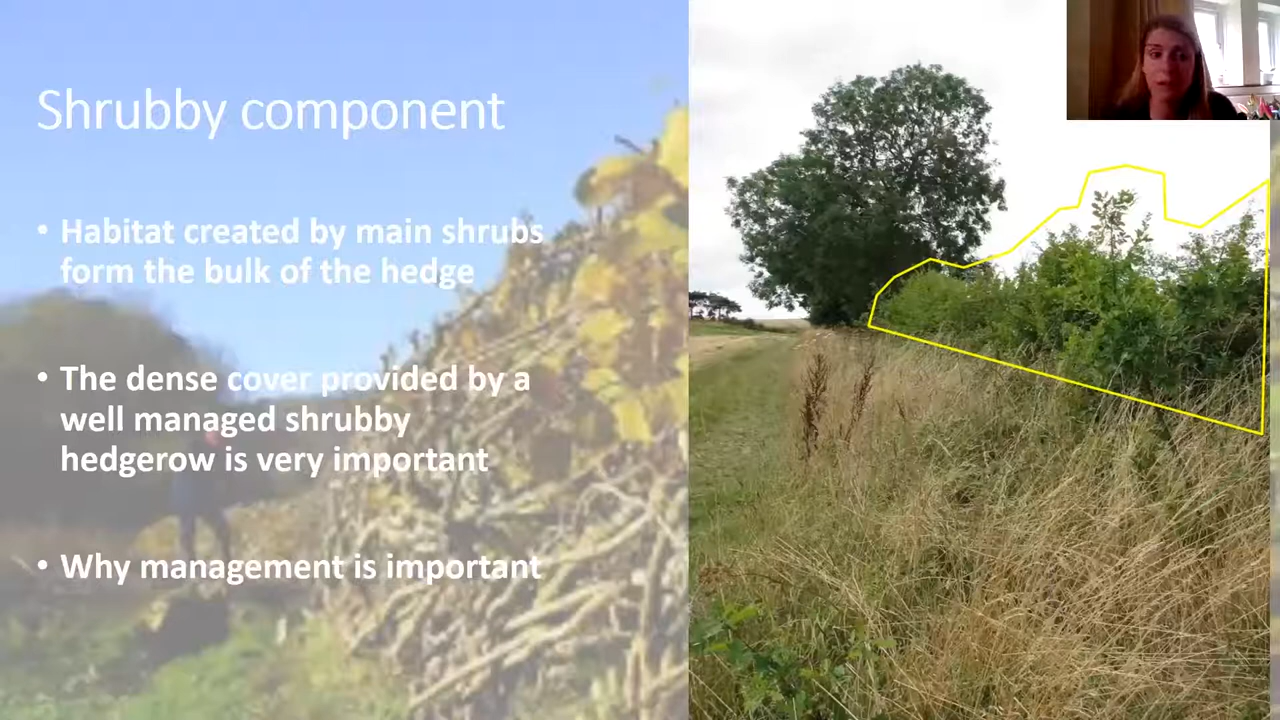 Shrubby component
• Habitat created by main shrubs
form the bulk of the hedge
• The dense cover provided by a
well managed shrubby
hedgerow is very important
• Why management is important